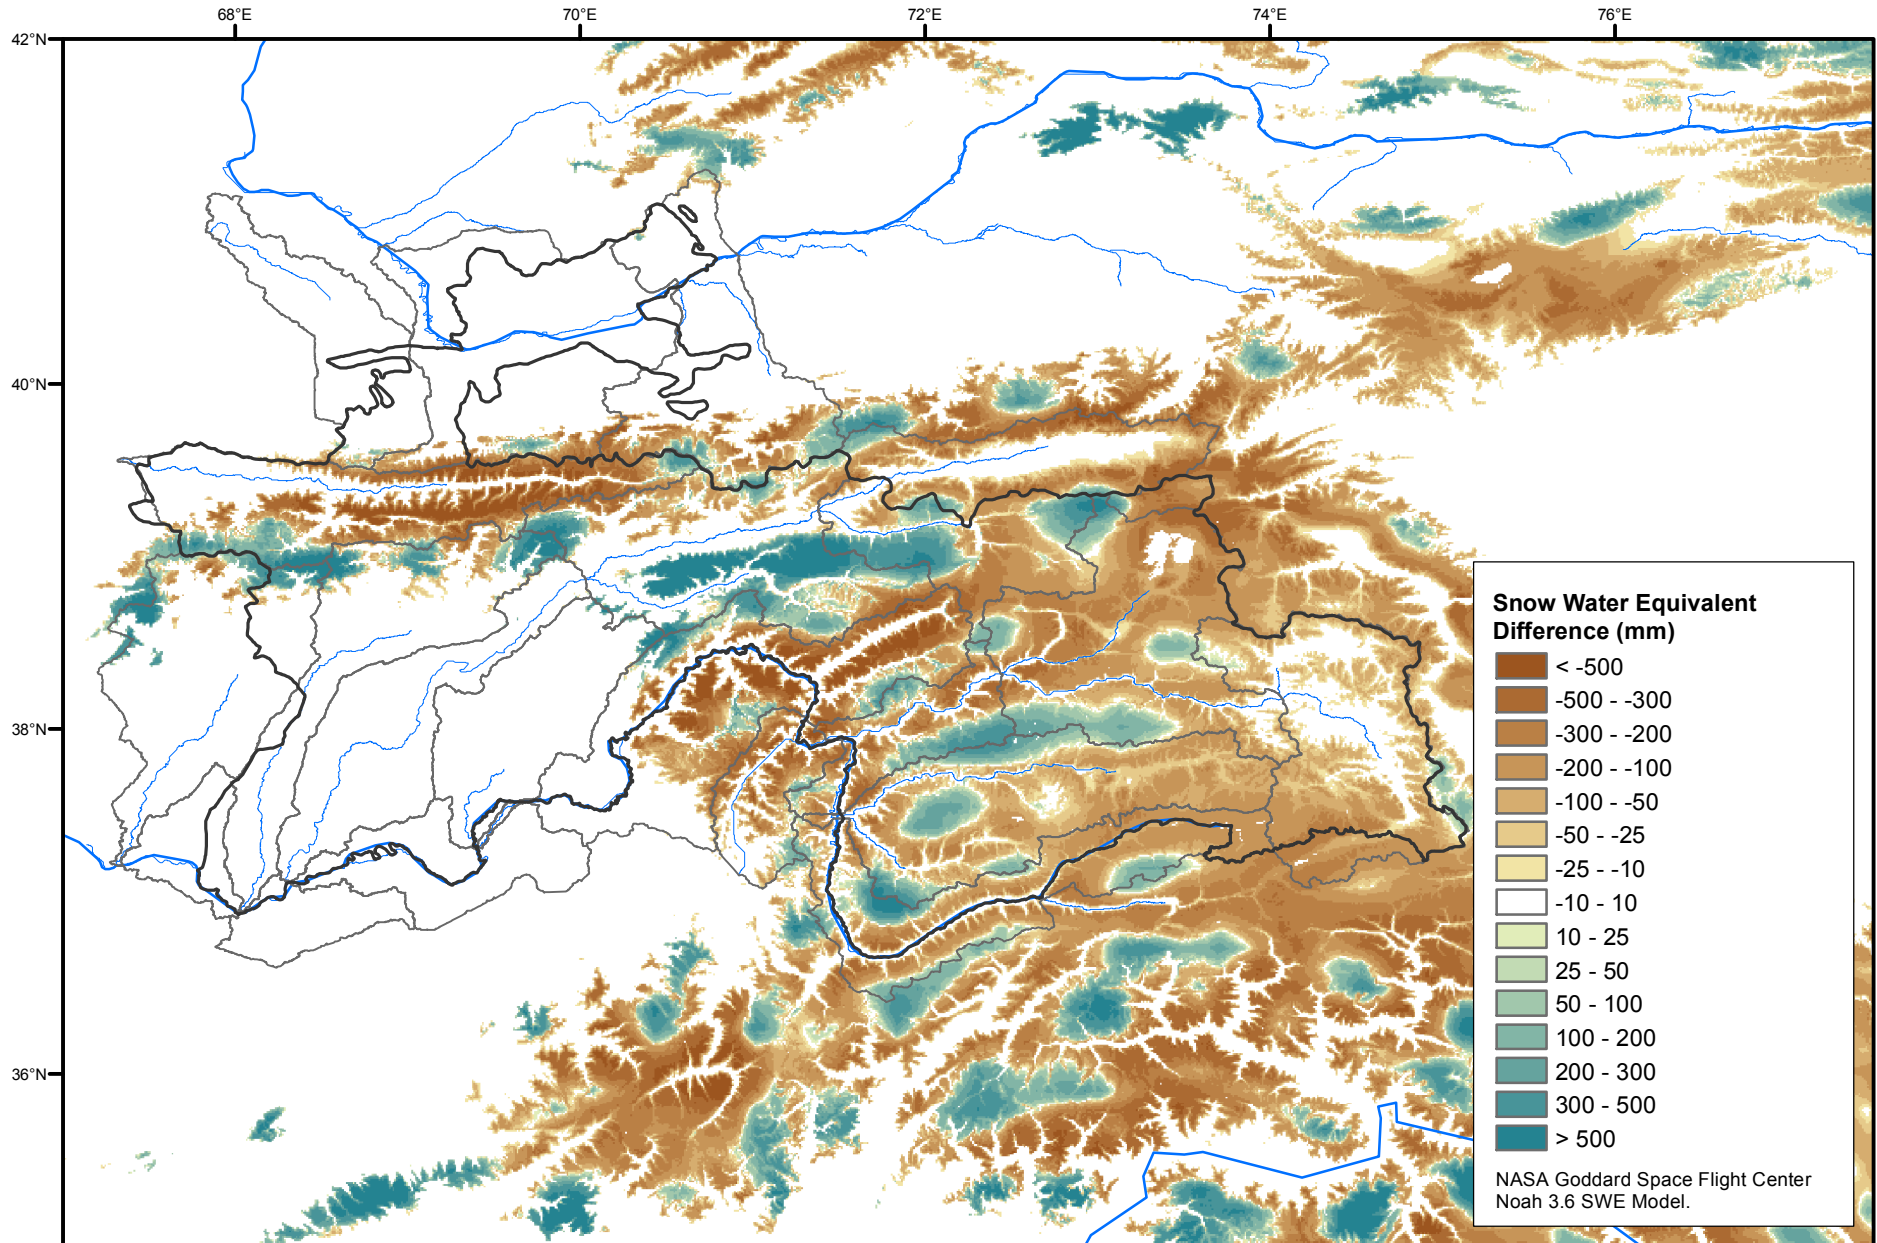 68°E
70°E
72°E
74°E
76°E
42°N
40°N
38°N
36°N
Snow Water Equivalent
Difference (mm)
< -500
-500 - -300
-300 - -200
-200 - -100
-100 - -50
-50 - -25
-25 - -10
-10 - 10
10 - 25
25 - 50
50 - 100
100 - 200
200 - 300
300 - 500
> 500
NASA Goddard Space Flight Center
Noah 3.6 SWE Model.